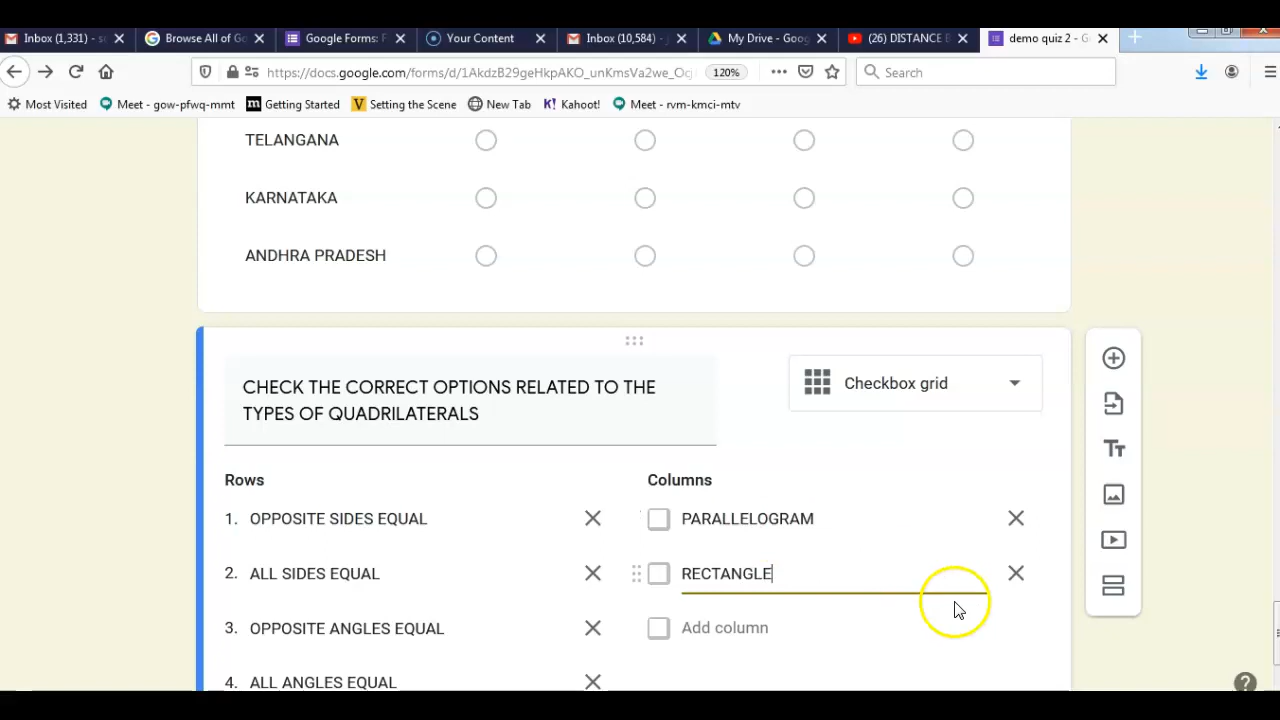 Inbox (1,331) - s
Browse All of Go
Google Forms: F
Your Content
Inbox (10,584) -
My Drive - Goog
(26) DISTANCE B
demo quiz 2 - G
https://docs.google.com/forms/d/1AkdzB29geHkpAKO_unKmsVa2we_Oc
120%
Search
Most Visited
Meet - gow-pfwq-mmt
Getting Started
Setting the Scene
New Tab
Kahoot!
Meet - rvm-kmci-mtv
TELANGANA
KARNATAKA
ANDHRA PRADESH
CHECK THE CORRECT OPTIONS RELATED TO THE
TYPES OF QUADRILATERALS
Checkbox grid
Rows
Columns
1. OPPOSITE SIDES EQUAL
PARALLELOGRAM
2. ALL SIDES EQUAL
RECTANGLE
3. OPPOSITE ANGLES EQUAL
Add column
4. ALL ANGLES EQUAL